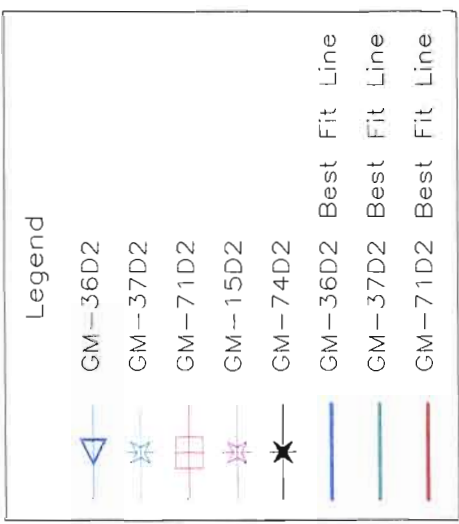 Legend
GM-36D2
GM-37D2
GM-71D2
GM-15D2
GM-74D2
GM-36D2 Best Fit Line
GM-37D2 Best Fit Line
GM-71D2 Best Fit Line